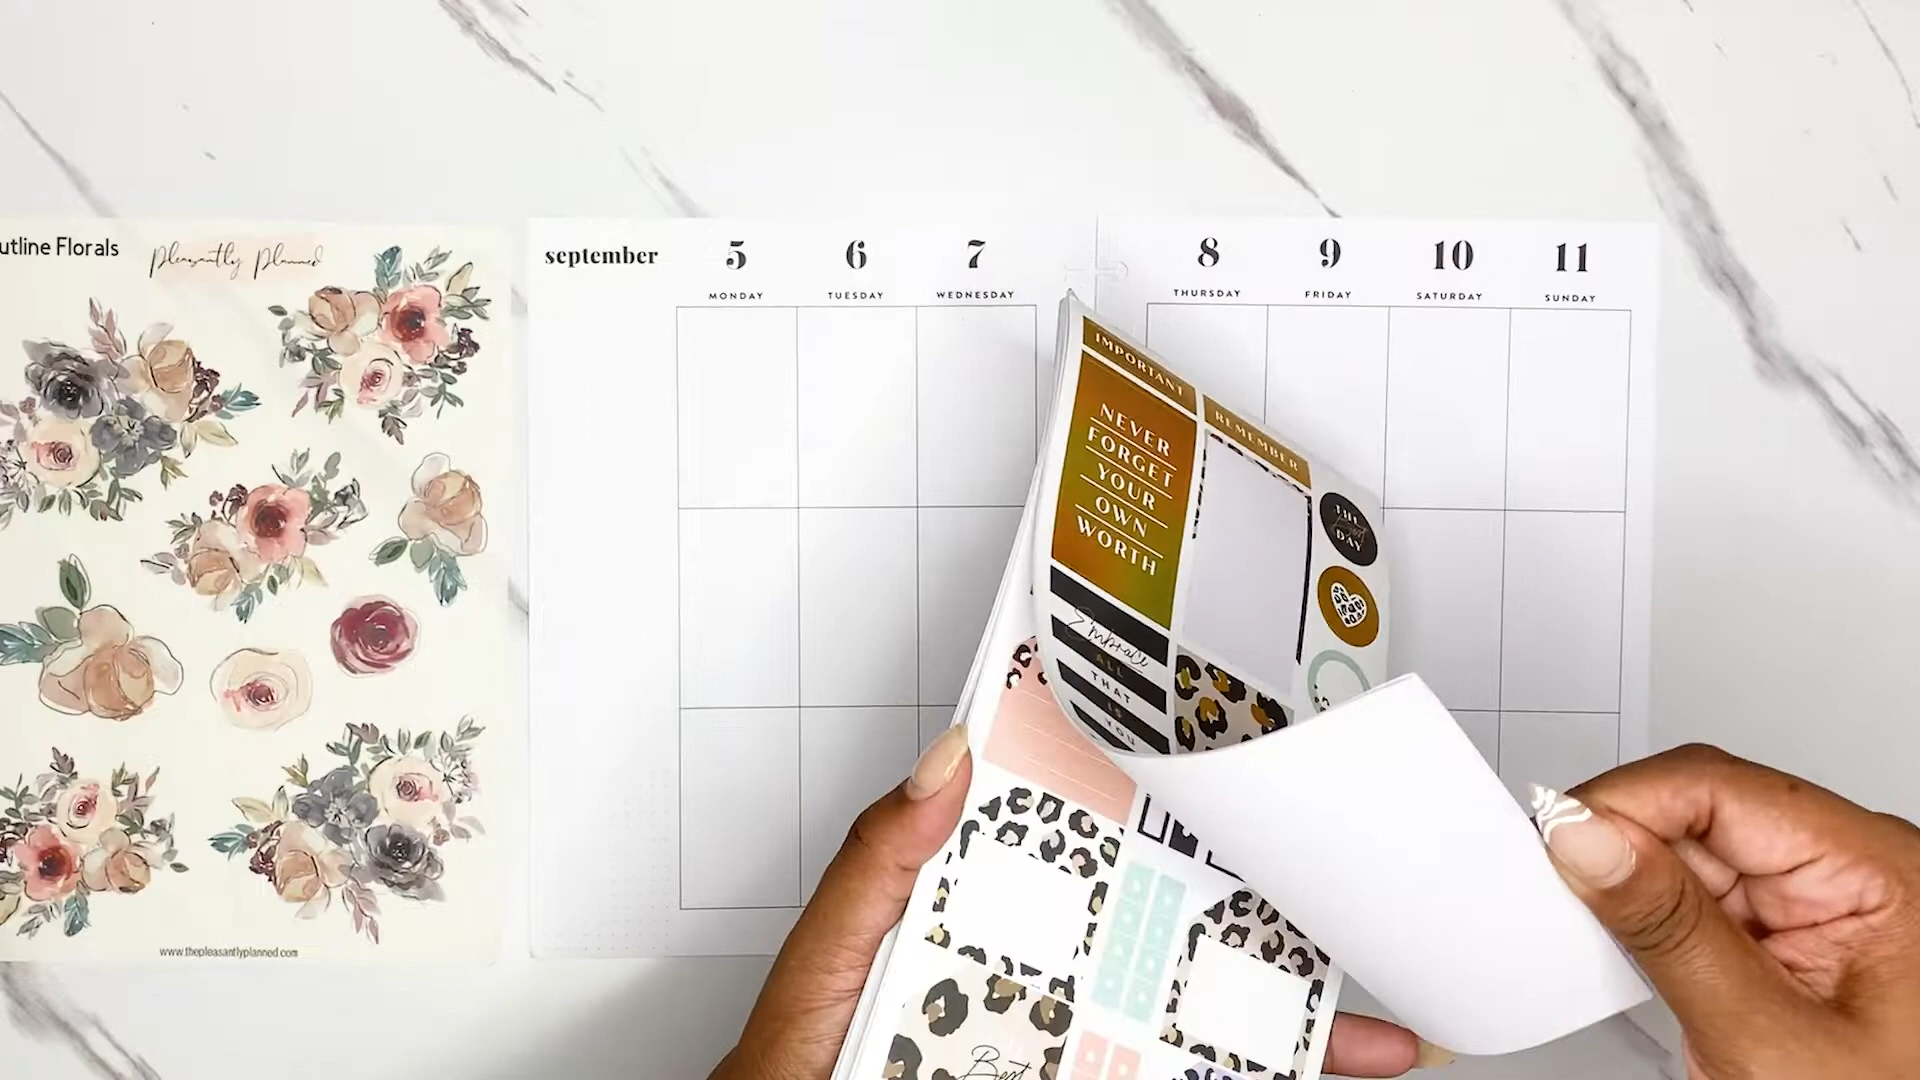 utline Florals
Pleasantly Planned
www.thepleasantlyplanned.com
september
5
6
7
MONDAY
TUESDAY
WEDNESDAY
8
9
10
11
THURSDAY
FRIDAY
SATURDAY
SUNDAY
IMPORTANT
NEVER
FORGET
YOUR
OWN
WORTH
REMEMBER
THE
DAY
Embrace
ALL
THAT
IS
YOU
Best